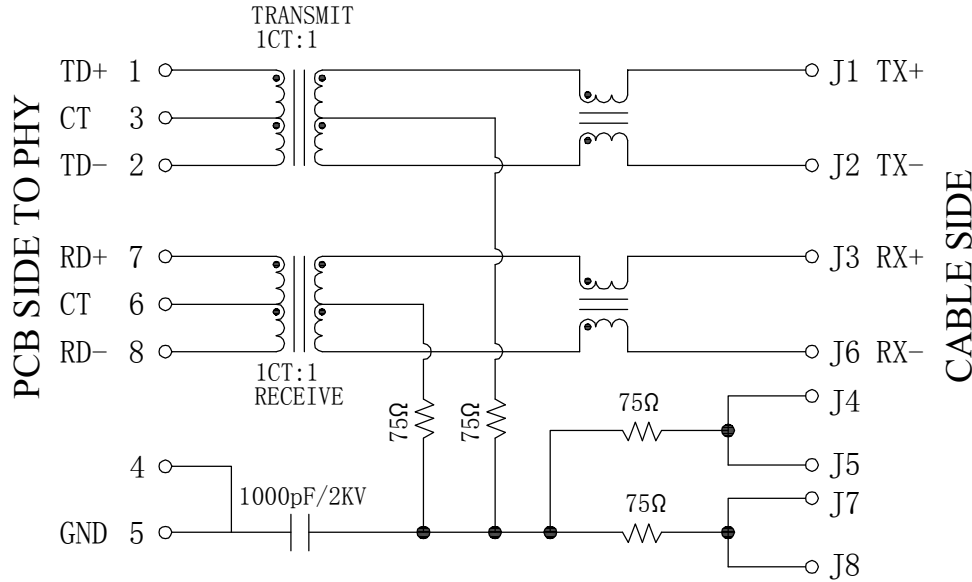 TRANSMIT
1CT:1
TD+ 1
CT 3
TD- 2
J1 TX+
J2 TX-
PCB SIDE TO PHY
CABLE SIDE
RD+ 7
CT 6
RD- 8
J3 RX+
J6 RX-
1CT:1
RECEIVE
75Ω
75Ω
75Ω
J4
J5
4
1000pF/2KV
GND 5
75Ω
J7
J8